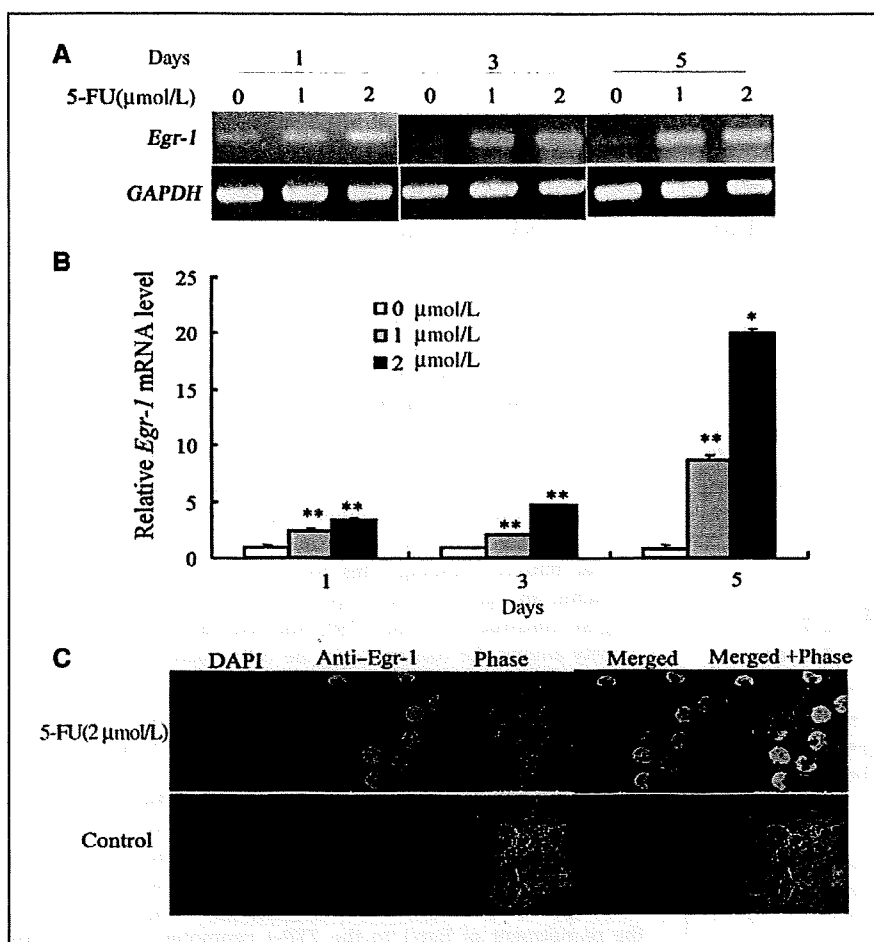 A
Days 1 3 5
5-FU(μmol/L) 0 1 2 0 1 2 0 1 2
Egr-1
GAPDH
B
Relative Egr-1 mRNA level
25
20
15
10
5
0
0 μmol/L
1 μmol/L
2 μmol/L
** ** ** ** ** *
1 3 5
Days
C
DAPI Anti-Egr-1 Phase Merged Merged +Phase
5-FU(2 μmol/L)
Control